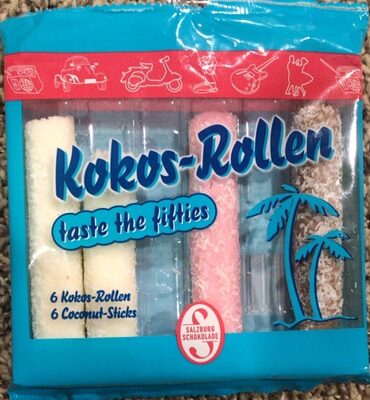 Kokos-Rollen
taste the fifties
6 Kokos-Rollen
6 Coconut-Sticks
SALZBURG
S
SCHOKOLADE